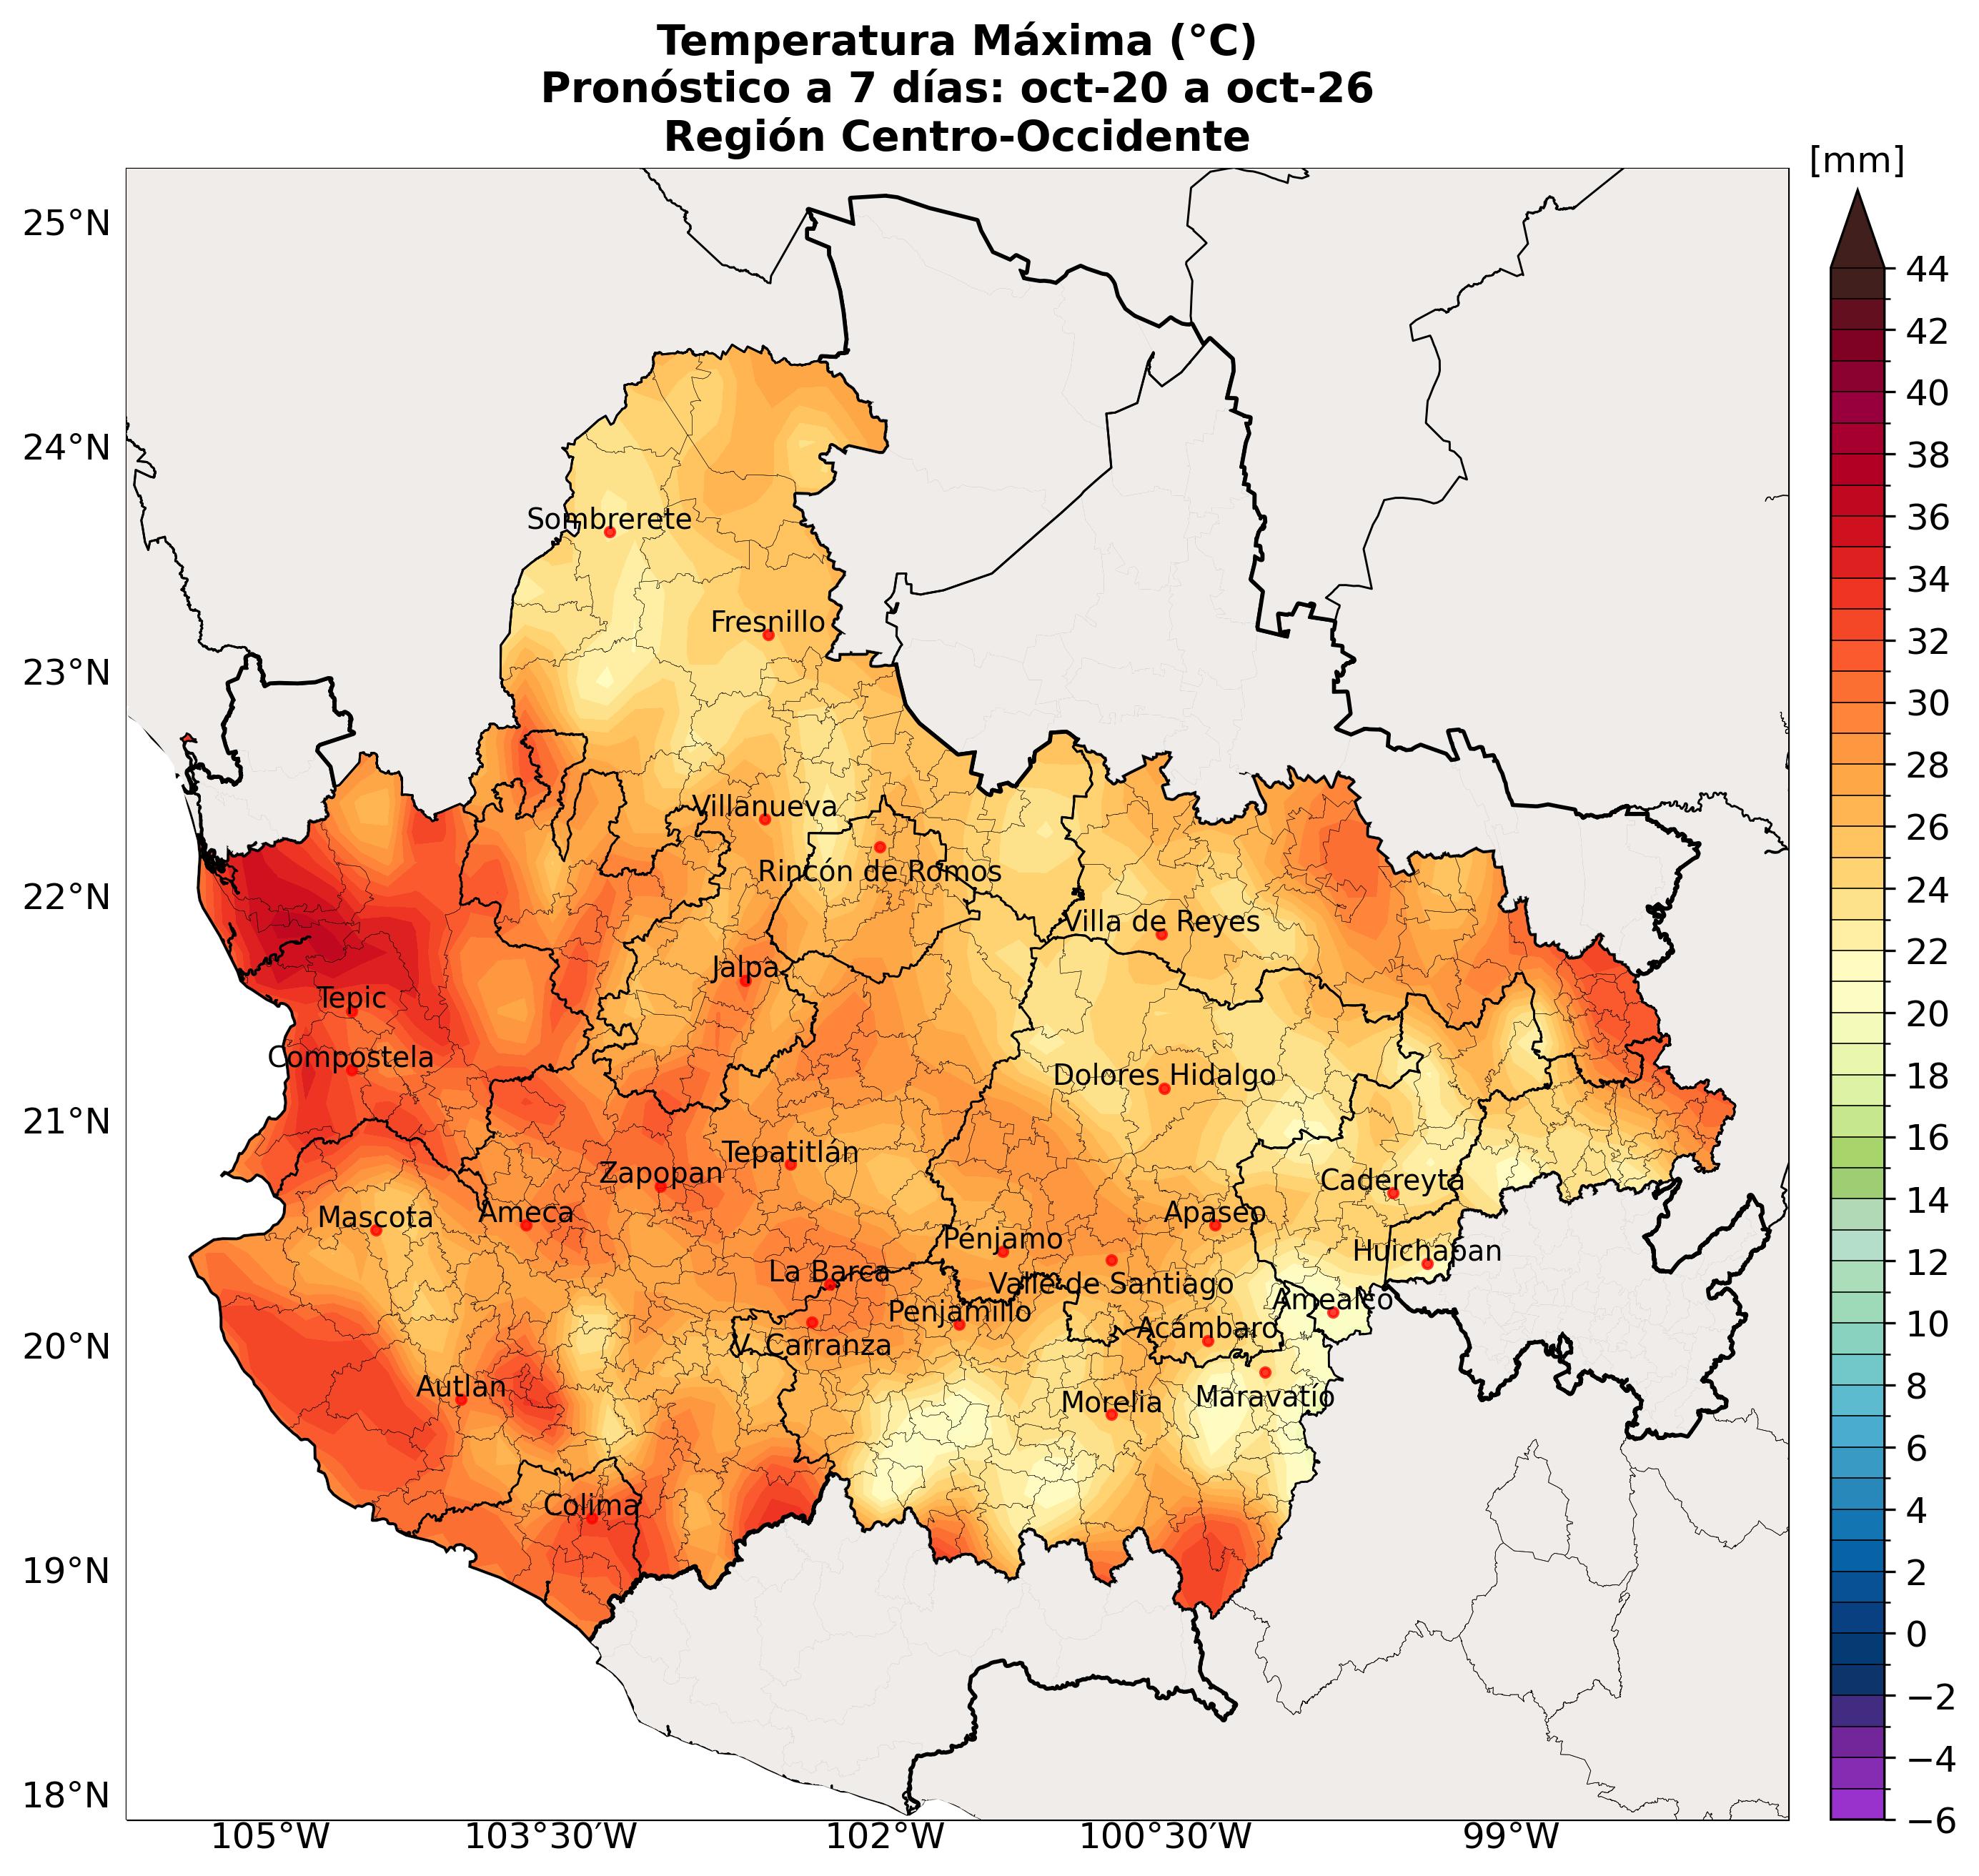 Temperatura Máxima (°C)
Pronóstico a 7 días: oct-20 a oct-26
Región Centro-Occidente
[mm]
25°N
24°N
23°N
22°N
21°N
20°N
19°N
18°N
Sombrerete
Fresnillo
Villanueva
Rincón de Romos
Villa de Reyes
Jalpa
Tepic
Compostela
Dolores Hidalgo
Tepatitlán
Zapopan
Cadereyta
Mascota
Ameca
Apaseo
Pénjamo
Huichapan
La Barca
Valle de Santiago
Penjamillo
Amealco
Acámbaro
V. Carranza
Autlan
Morelia
Maravatío
Colima
105°W
103°30′W
102°W
100°30′W
99°W
44
42
40
38
36
34
32
30
28
26
24
22
20
18
16
14
12
10
8
6
4
2
0
−2
−4
−6